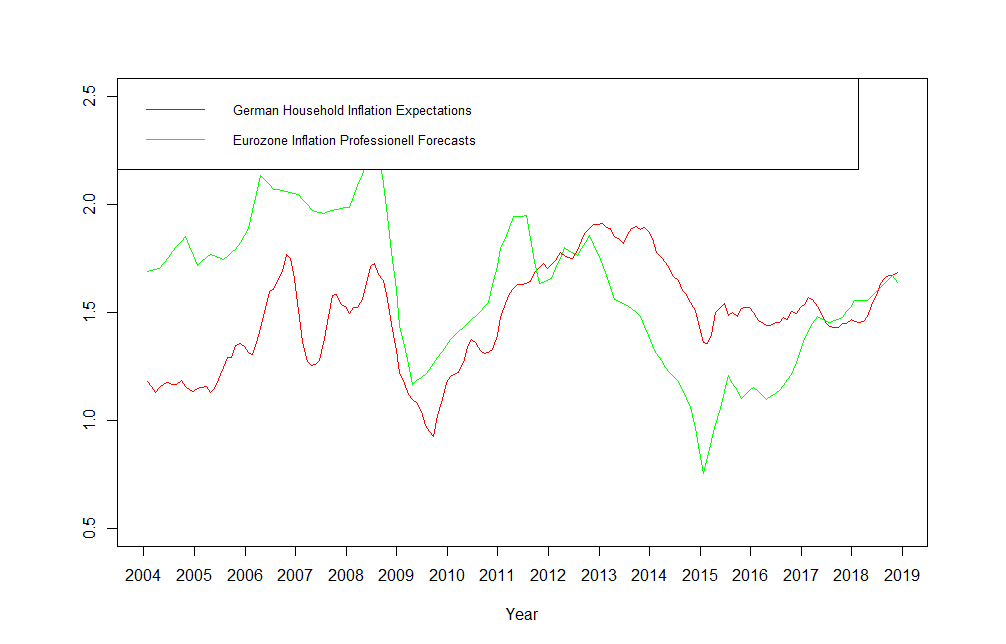 German Household Inflation Expectations
Eurozone Inflation Professionell Forecasts
2.5
2.0
1.5
1.0
0.5
2004 2005 2006 2007 2008 2009 2010 2011 2012 2013 2014 2015 2016 2017 2018 2019
Year